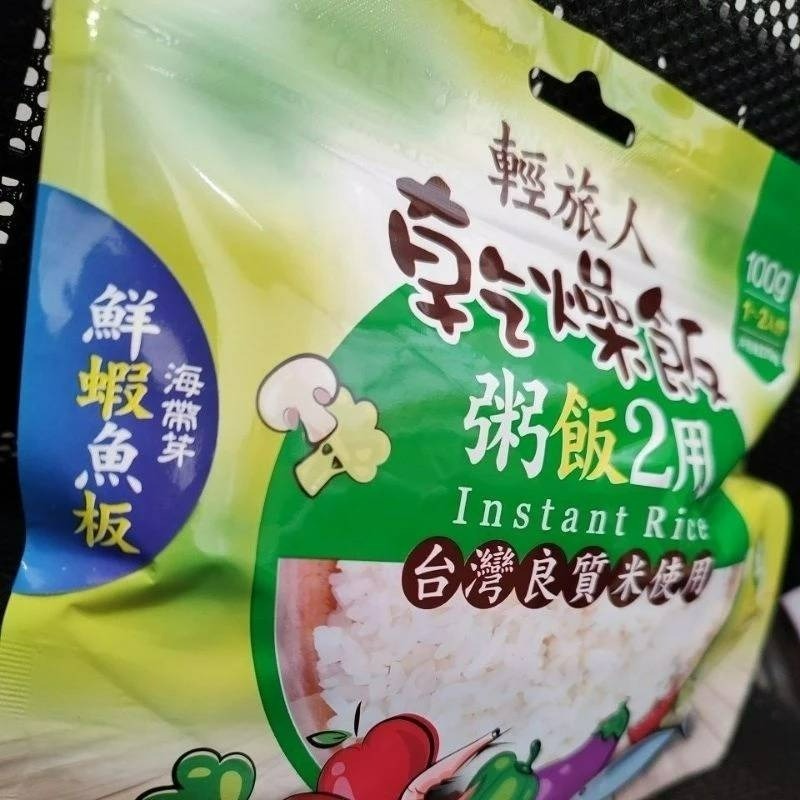 輕旅人
乾燥飯
粥飯2用
Instant Rice
台灣良質米使用
100g
鮮蝦魚板
海帶芽